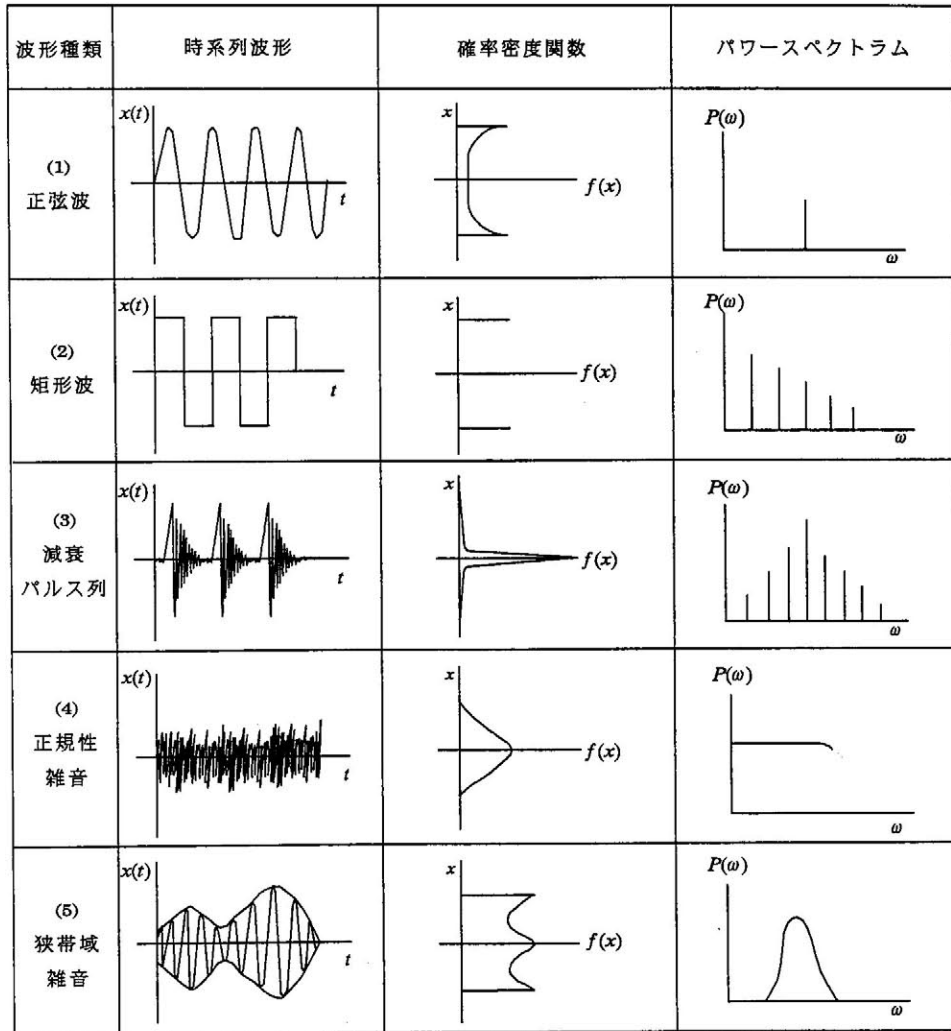 波形種類
時系列波形
確率密度関数
パワースペクトラム
(1)
正弦波
x(t)
t
x
f(x)
P(ω)
ω
(2)
矩形波
x(t)
t
x
f(x)
P(ω)
ω
(3)
減衰
パルス列
x(t)
t
x
f(x)
P(ω)
ω
(4)
正規性
雑音
x(t)
t
x
f(x)
P(ω)
ω
(5)
狭帯域
雑音
x(t)
t
x
f(x)
P(ω)
ω